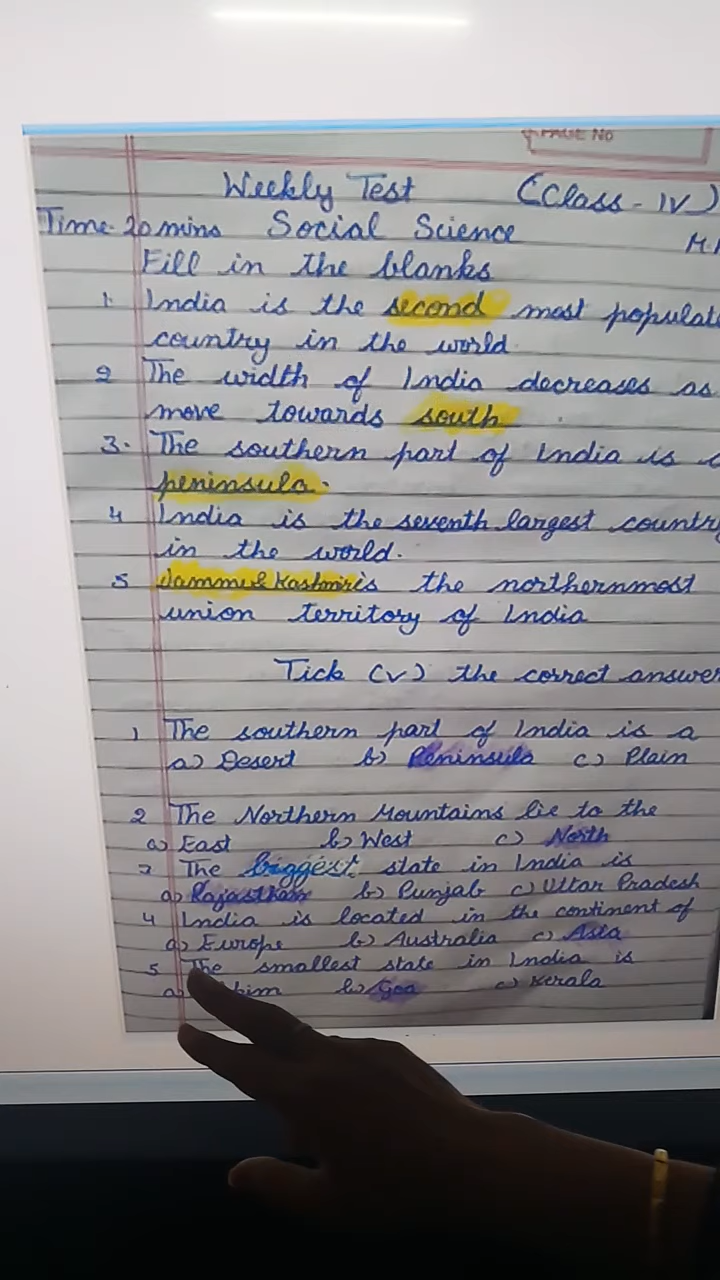 PAGE NO
Weekly Test (Class - IV)
Time 20 mins Social Science
Fill in the blanks
1. India is the second most
country in the world.
2 The width of India decreases as
move towards south.
3. The southern part of India is a
peninsula.
4 India is the seventh largest country
in the world.
5 Jammu & Kashmir is the northernmost
union territory of India
Tick (✓) the correct answer
1 The southern part of India is a
a) Desert b) Peninsula c) Plain
2 The Northern Mountains lie to the
a) East b) West c) North
3 The biggest state in India is
a) Rajasthan b) Punjab c) Uttar Pradesh
4 India is located in the continent of
a) Europe b) Australia c) Asia
5 The smallest state in India is
a) b) Goa c) Kerala